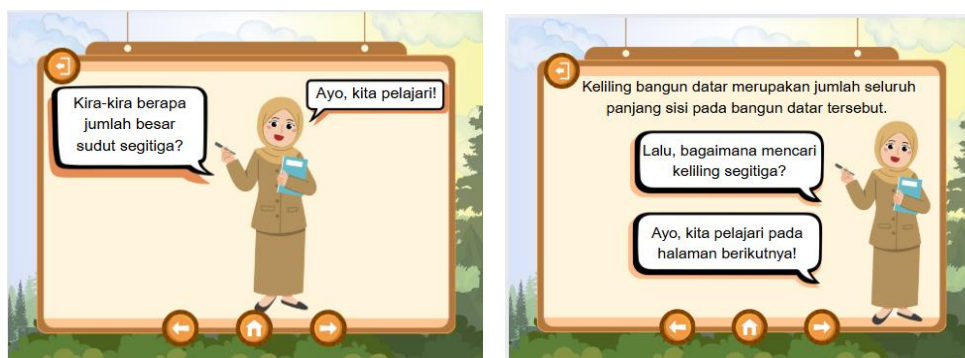 Kira-kira berapa
jumlah besar
sudut segitiga?
Ayo, kita pelajari!
Keliling bangun datar merupakan jumlah seluruh
panjang sisi pada bangun datar tersebut.
Lalu, bagaimana mencari
keliling segitiga?
Ayo, kita pelajari pada
halaman berikutnya!